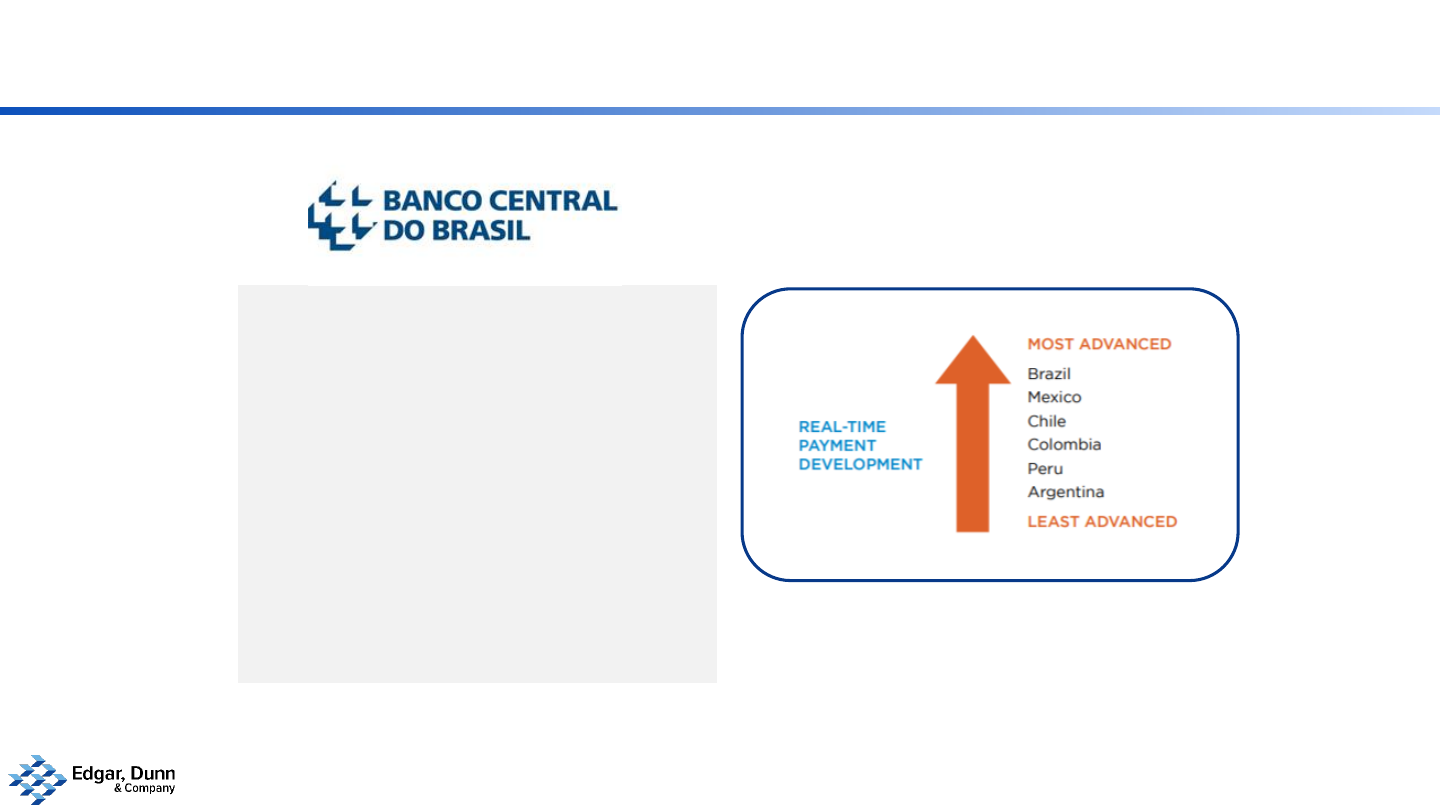 BANCO CENTRAL
DO BRASIL
REAL-TIME
PAYMENT
DEVELOPMENT
MOST ADVANCED
Brazil
Mexico
Chile
Colombia
Peru
Argentina
LEAST ADVANCED
Edgar, Dunn
& Company